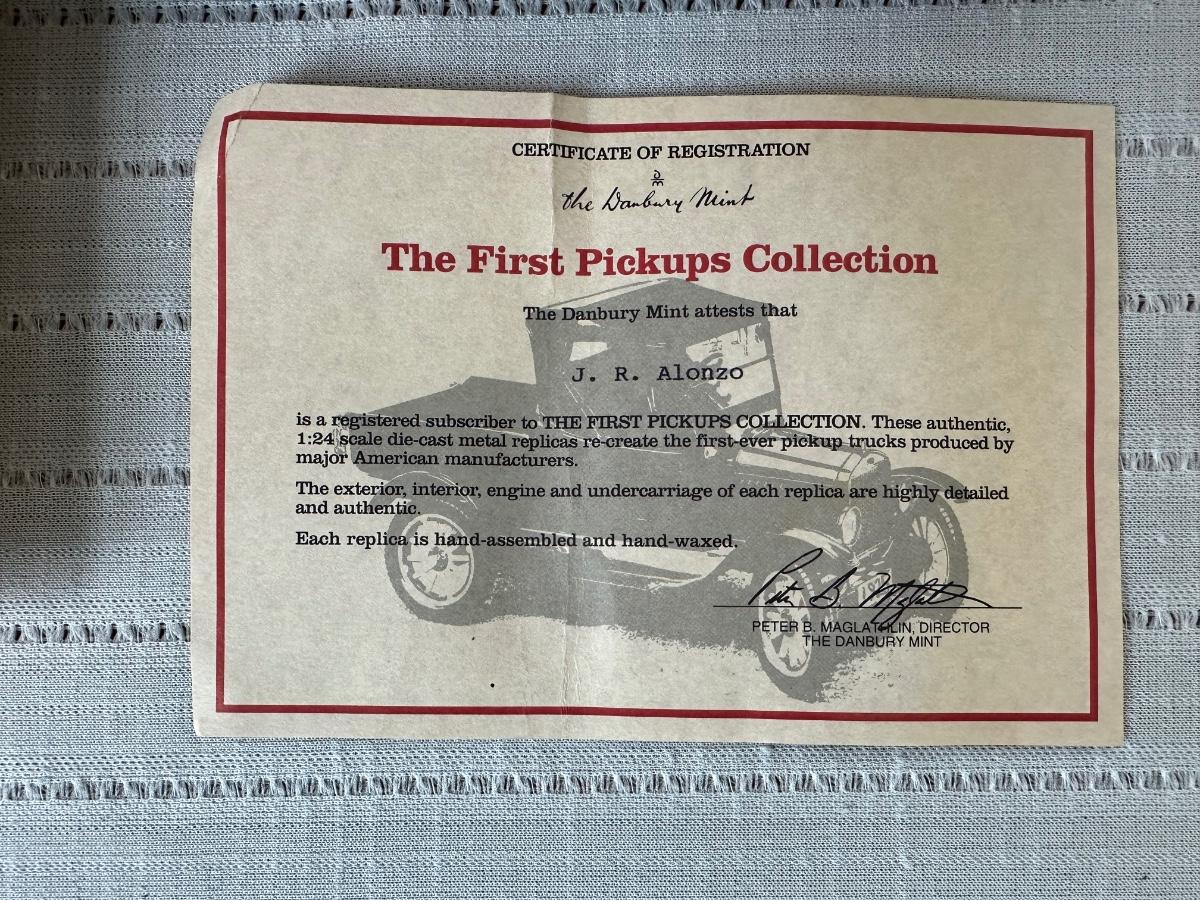 CERTIFICATE OF REGISTRATION
the Danbury Mint
The First Pickups Collection
The Danbury Mint attests that
J. R. Alonzo
is a registered subscriber to THE FIRST PICKUPS COLLECTION. These authentic,
1:24 scale die-cast metal replicas re-create the first-ever pickup trucks produced by
major American manufacturers.
The exterior, interior, engine and undercarriage of each replica are highly detailed
and authentic.
Each replica is hand-assembled and hand-waxed.
Peter B. Maglathlin
PETER B. MAGLATHLIN, DIRECTOR
THE DANBURY MINT